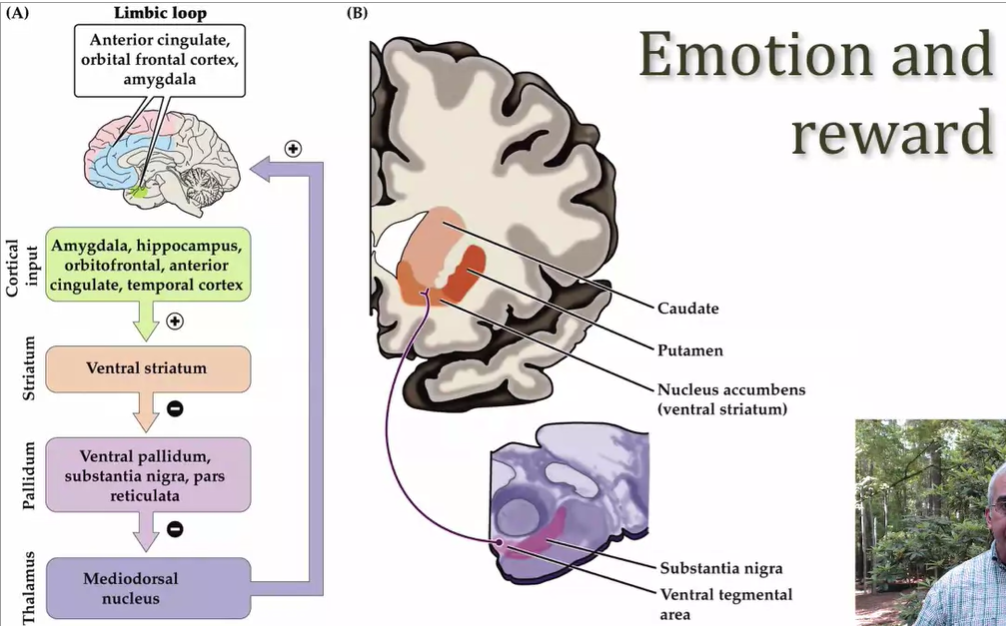 (A)
Limbic loop
Anterior cingulate,
orbital frontal cortex,
amygdala
+
Cortical
input
Amygdala, hippocampus,
orbitofrontal, anterior
cingulate, temporal cortex
+
Striatum
Ventral striatum
−
Pallidum
Ventral pallidum,
substantia nigra, pars
reticulata
−
Thalamus
Mediodorsal
nucleus
(B)
Emotion and
reward
Caudate
Putamen
Nucleus accumbens
(ventral striatum)
Substantia nigra
Ventral tegmental
area